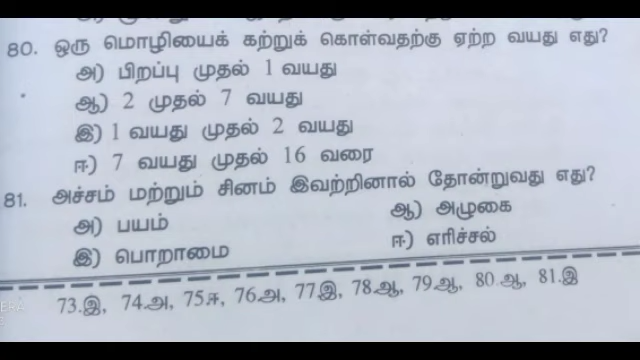 80. ஒரு மொழியைக் கற்றுக் கொள்வதற்கு ஏற்ற வயது எது?
அ) பிறப்பு முதல் 1 வயது
ஆ) 2 முதல் 7 வயது
இ) 1 வயது முதல் 2 வயது
ஈ) 7 வயது முதல் 16 வரை
81. அச்சம் மற்றும் சினம் இவற்றினால் தோன்றுவது எது?
அ) பயம் ஆ) அழுகை
இ) பொறாமை ஈ) எரிச்சல்
73.இ, 74.அ, 75.ஈ, 76.அ, 77.இ, 78.ஆ, 79.ஆ, 80.ஆ, 81.இ